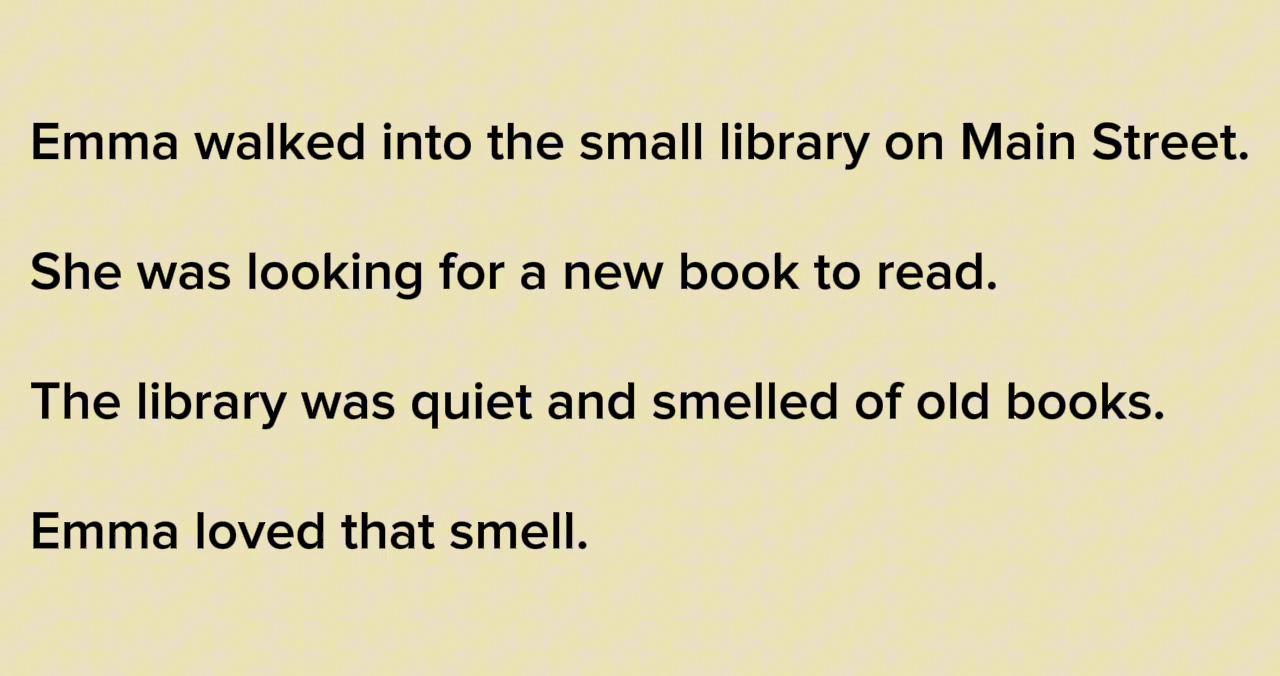 Emma walked into the small library on Main Street.
She was looking for a new book to read.
The library was quiet and smelled of old books.
Emma loved that smell.